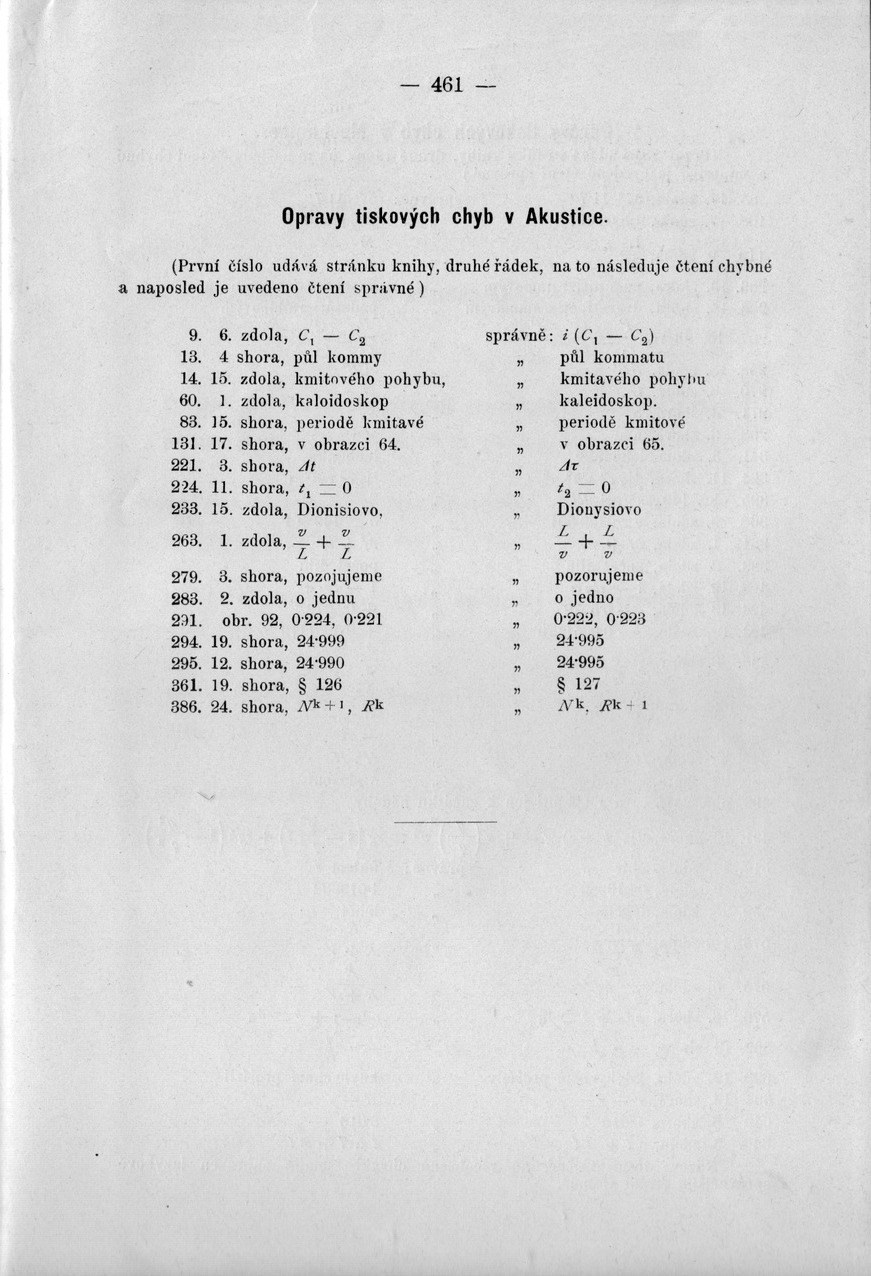 — 461 —
Opravy tiskových chyb v Akustice.
(První číslo udává stránku knihy, druhé řádek, na to následuje čtení chybné
a naposled je uvedeno čtení správné)
9. 6. zdola, C₁ — C₂ správně: i (C₁ — C₂)
13. 4 shora, půl kommy „ půl kommatu
14. 15. zdola, kmitového pohybu, „ kmitavého pohybu
60. 1. zdola, kaloidoskop „ kaleidoskop.
83. 15. shora, periodě kmitavé „ periodě kmitové
131. 17. shora, v obrazci 64. „ v obrazci 65.
221. 3. shora, Δt „ Δτ
224. 11. shora, t₁ = 0 „ t₂ = 0
233. 15. zdola, Dionisiovo, „ Dionysiovo
263. 1. zdola, v/L + v/L „ L/v + L/v
279. 3. shora, pozojujeme „ pozorujeme
283. 2. zdola, o jednu „ o jedno
291. obr. 92, 0·224, 0·221 „ 0·222, 0·223
294. 19. shora, 24·999 „ 24·995
295. 12. shora, 24·990 „ 24·995
361. 19. shora, § 126 „ § 127
386. 24. shora, Nᵏ⁺¹, Rᵏ „ Nᵏ, Rᵏ⁺¹